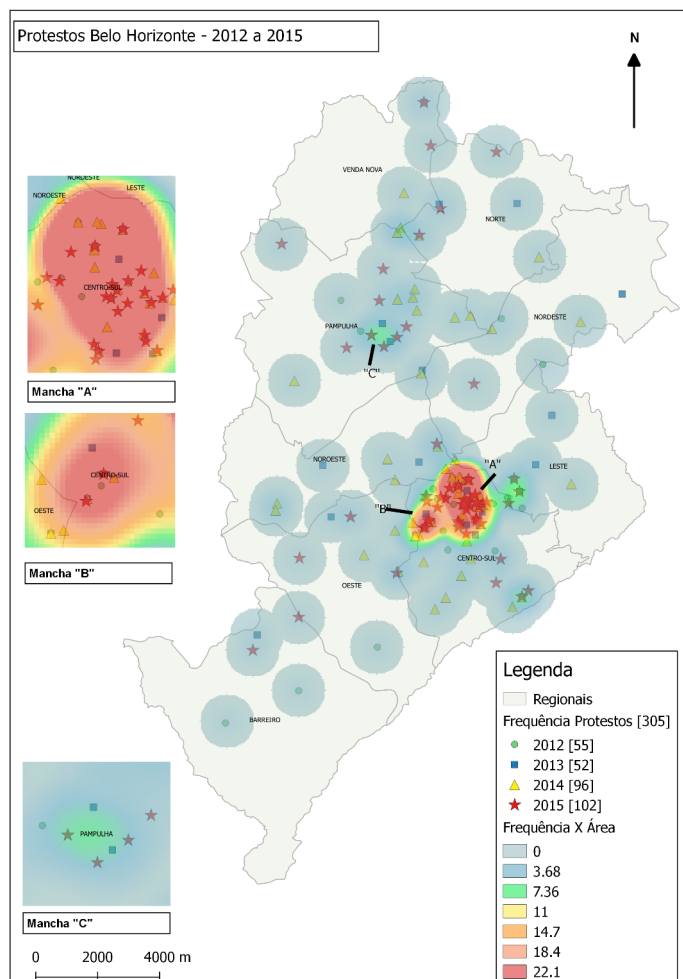 Protestos Belo Horizonte - 2012 a 2015
N
NOROESTE
NOROESTE
LESTE
CENTRO-SUL
Mancha "A"
CENTRO-SUL
OESTE
Mancha "B"
PAMPULHA
Mancha "C"
0 2000 4000 m
VENDA NOVA
NORTE
NORDESTE
PAMPULHA
"C"
NOROESTE
"A"
LESTE
"B"
CENTRO-SUL
OESTE
BARREIRO
Legenda
Regionais
Frequência Protestos [305]
2012 [55]
2013 [52]
2014 [96]
2015 [102]
Frequência X Área
0
3.68
7.36
11
14.7
18.4
22.1